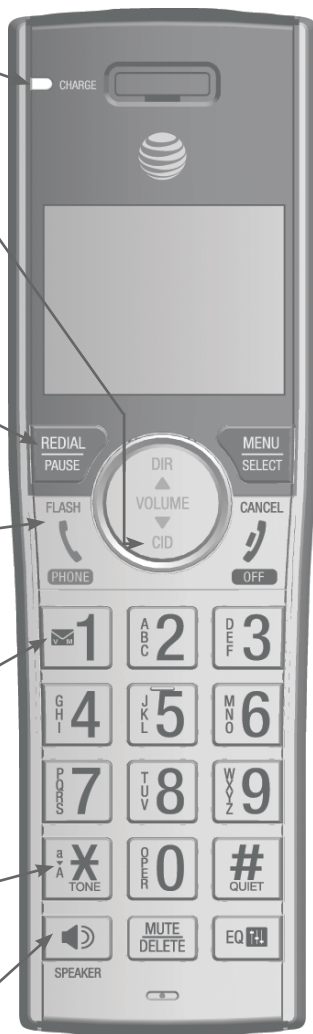 CHARGE
REDIAL
PAUSE
MENU
SELECT
DIR
VOLUME
CID
FLASH
PHONE
CANCEL
OFF
VM 1
ABC 2
DEF 3
GHI 4
JKL 5
MNO 6
PQRS 7
TUV 8
WXYZ 9
a A * TONE
OPER 0
# QUIET
SPEAKER
MUTE
DELETE
EQ